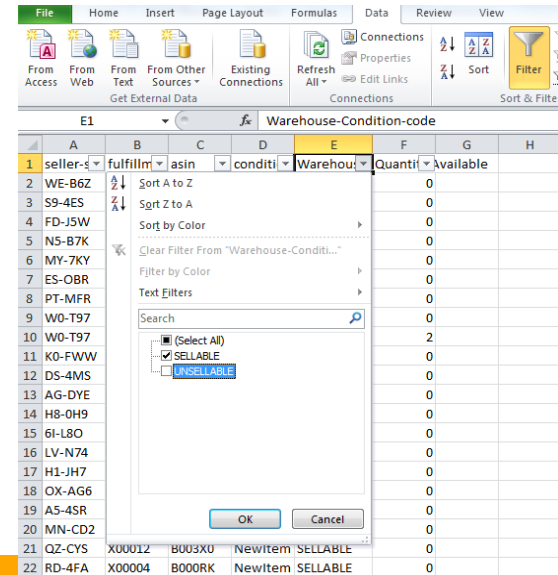 File Home Insert Page Layout Formulas Data Review View
From Access From Web From Text From Other Sources Existing Connections Refresh All Connections Properties Edit Links Sort Filter
Get External Data Connections Sort & Filte
E1 fx Warehouse-Condition-code
A B C D E F G H
1 seller-s fulfillm asin conditi Warehou: Quantit Available
2 WE-B6Z 0
3 S9-4ES 0
4 FD-J5W 0
5 N5-B7K 0
6 MY-7KY 0
7 ES-OBR 0
8 PT-MFR 0
9 W0-T97 0
10 W0-T97 2
11 K0-FWW 0
12 DS-4MS 0
13 AG-DYE 0
14 H8-0H9 0
15 6I-L8O 0
16 LV-N74 0
17 H1-JH7 0
18 OX-AG6 0
19 A5-4SR 0
20 MN-CD2 0
21 QZ-CYS X00012 B003X0 NewItem SELLABLE 0
22 RD-4FA X00004 B000RK NewItem SELLABLE 0
Sort A to Z
Sort Z to A
Sort by Color
Clear Filter From "Warehouse-Conditi..."
Filter by Color
Text Filters
Search
(Select All)
SELLABLE
UNSELLABLE
OK Cancel